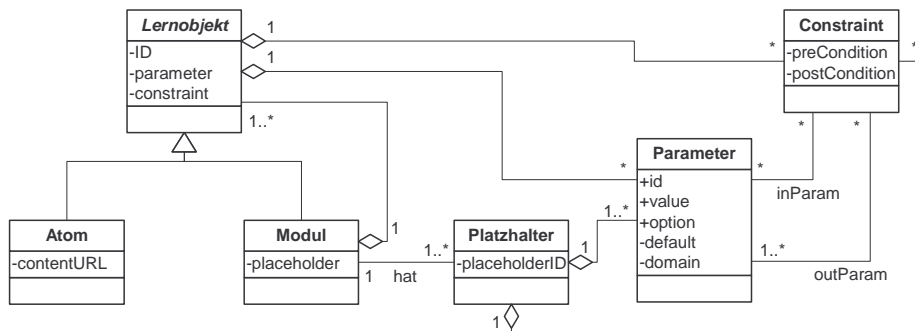 Lernobjekt
-ID
-parameter
-constraint
1
1
1..*
Constraint
-preCondition
-postCondition
*
*
*
*
Parameter
+id
+value
+option
-default
-domain
*
*
inParam
1..*
1..*
outParam
Atom
-contentURL
Modul
-placeholder
1
1
hat
1..*
Platzhalter
-placeholderID
1
1